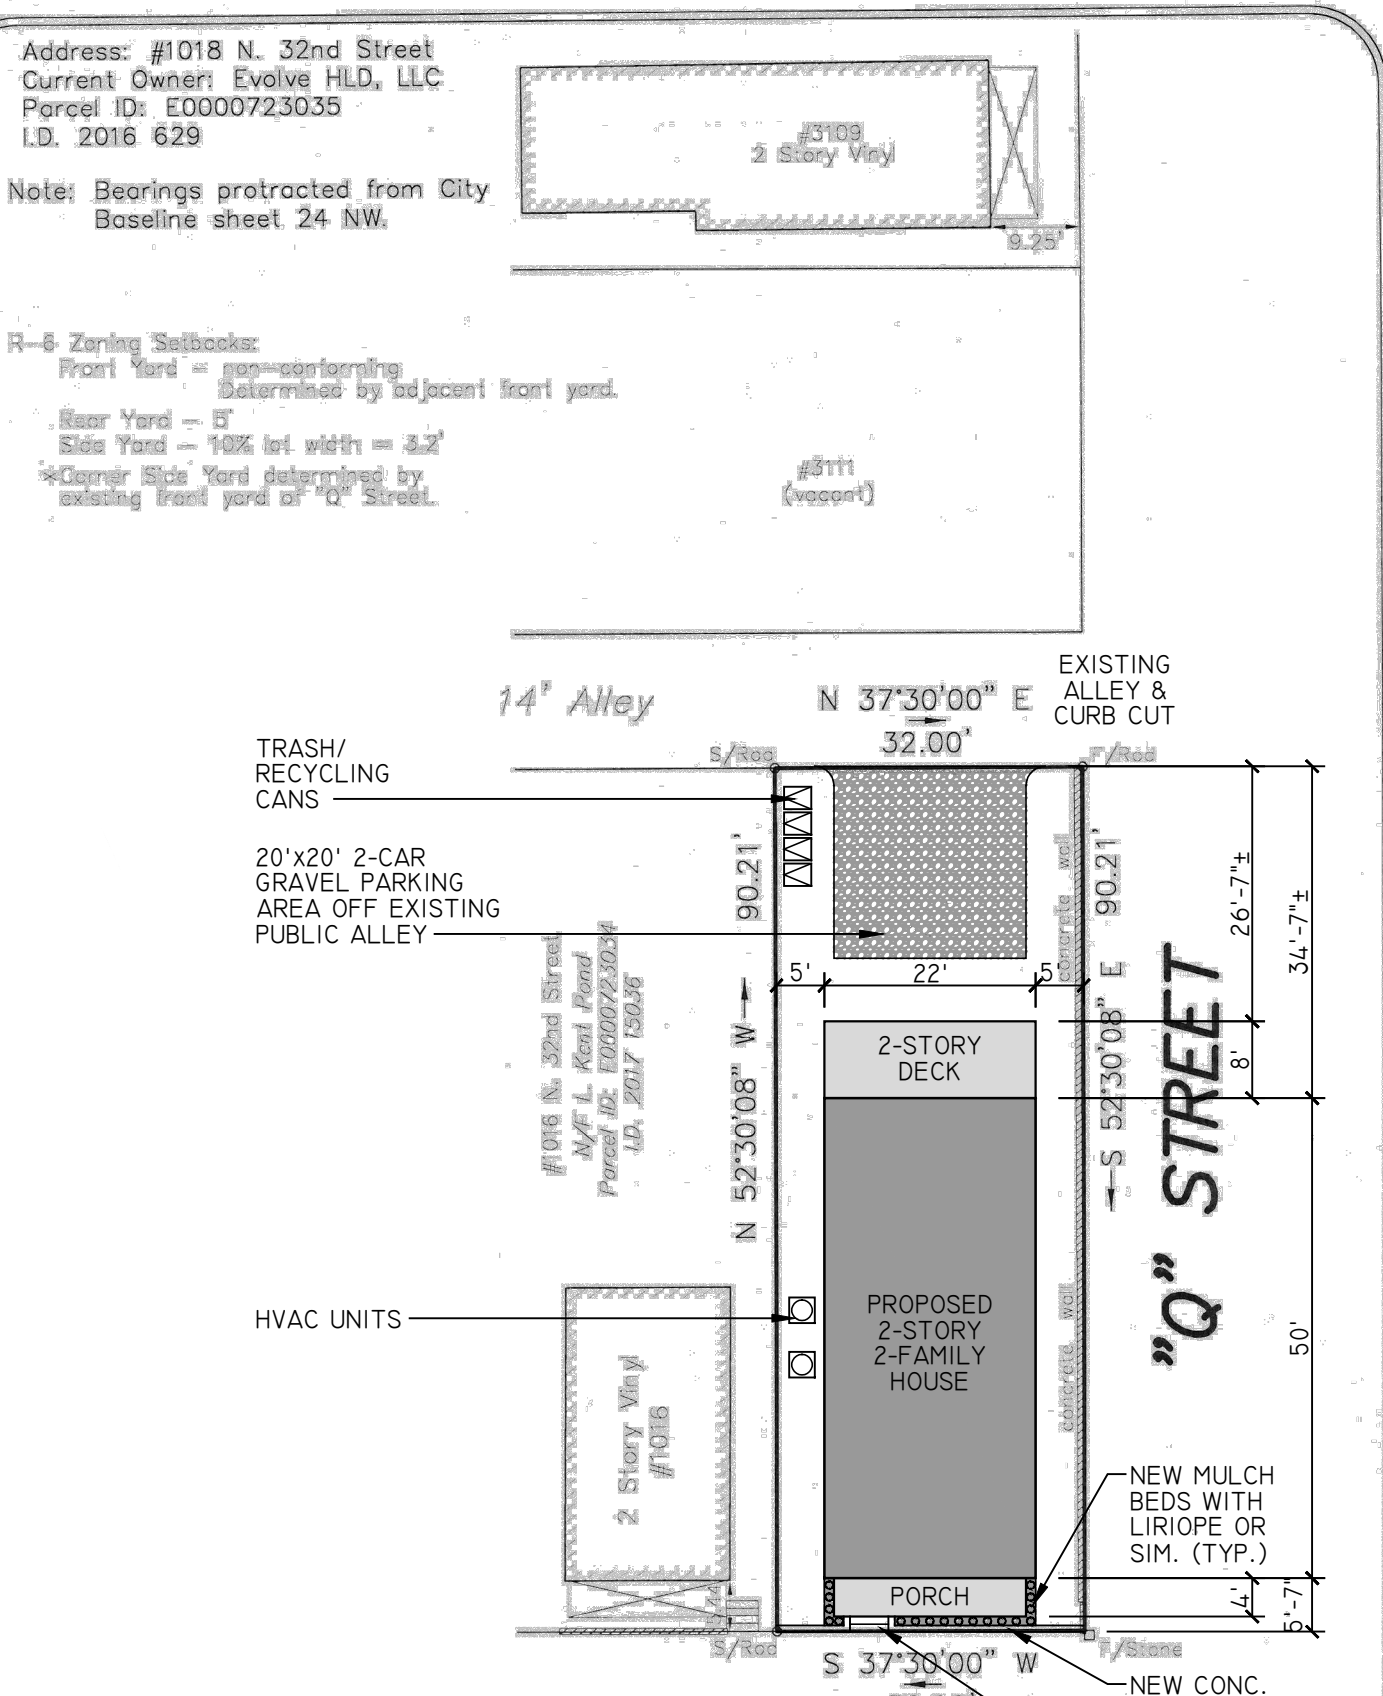 Address: #1018 N. 32nd Street
Current Owner: Evolve HLD, LLC
Parcel ID: E0000723035
I.D. 2016 629
Note: Bearings protracted from City
Baseline sheet 24 NW.
#3109
2 Story Vinyl
9.25'
R-6 Zoning Setbacks:
Front Yard = non-conforming
Determined by adjacent front yard.
Rear Yard = 5'
Side Yard = 10% lot width = 3.2'
*Corner Side Yard determined by
existing front yard of "Q" Street.
#3111
(vacant)
14' Alley
N 37°30'00" E
32.00'
EXISTING
ALLEY &
CURB CUT
S/Rod
F/Rod
TRASH/
RECYCLING
CANS
20'x20' 2-CAR
GRAVEL PARKING
AREA OFF EXISTING
PUBLIC ALLEY
90.21'
N 52°30'08" W
concrete wall
90.21'
S 52°30'08" E
26'-7"±
34'-7"±
5'
22'
5'
#1016 N. 32nd Street
N/F L. Kent Pond
Parcel ID: E0000723034
I.D. 2017 15036
2-STORY
DECK
8'
"Q" STREET
HVAC UNITS
PROPOSED
2-STORY
2-FAMILY
HOUSE
concrete wall
50'
2 Story Vinyl
#1016
NEW MULCH
BEDS WITH
LIRIOPE OR
SIM. (TYP.)
PORCH
4'
5'-7"
S/Rod
F/Stone
S 37°30'00" W
NEW CONC.